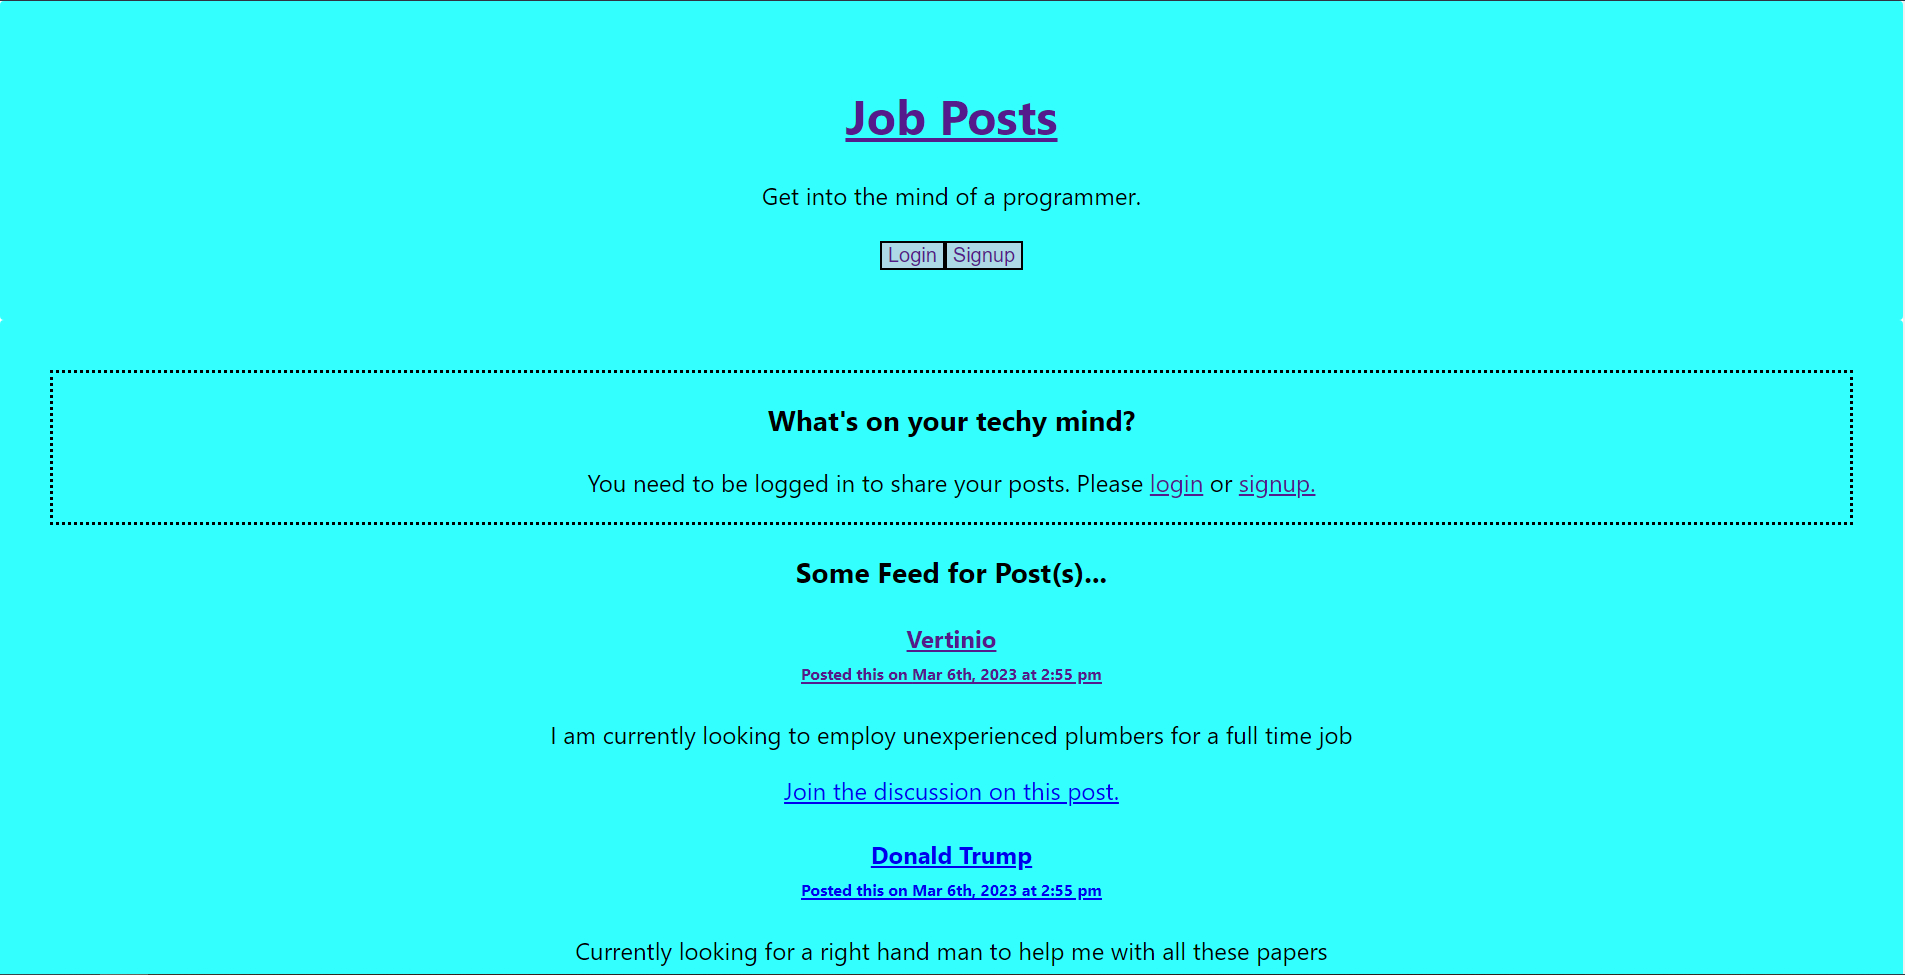 Job Posts
Get into the mind of a programmer.
Login Signup
What's on your techy mind?
You need to be logged in to share your posts. Please login or signup.
Some Feed for Post(s)...
Vertinio
Posted this on Mar 6th, 2023 at 2:55 pm
I am currently looking to employ unexperienced plumbers for a full time job
Join the discussion on this post.
Donald Trump
Posted this on Mar 6th, 2023 at 2:55 pm
Currently looking for a right hand man to help me with all these papers